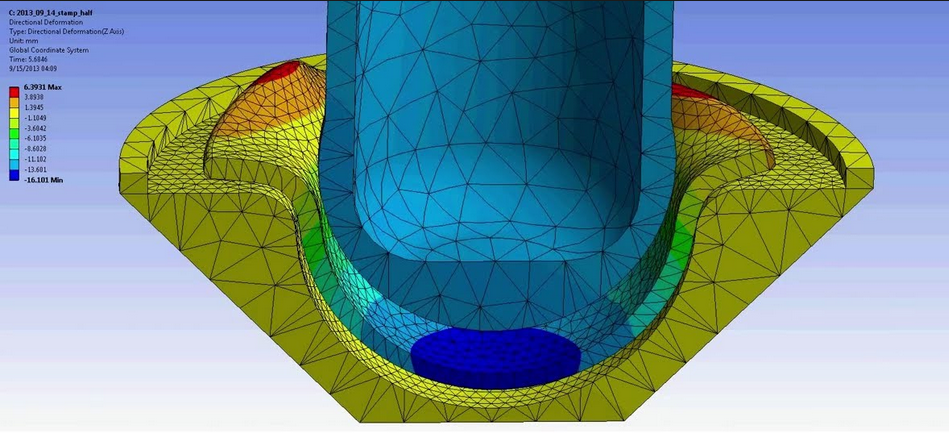 C: 2013_09_14_stamp_half
Directional Deformation
Type: Directional Deformation(Z Axis)
Unit: mm
Global Coordinate System
Time: 5.6846
9/15/2013 04:09
6.3931 Max
3.8938
1.3945
-1.1049
-3.6042
-6.1035
-8.6028
-11.102
-13.601
-16.101 Min